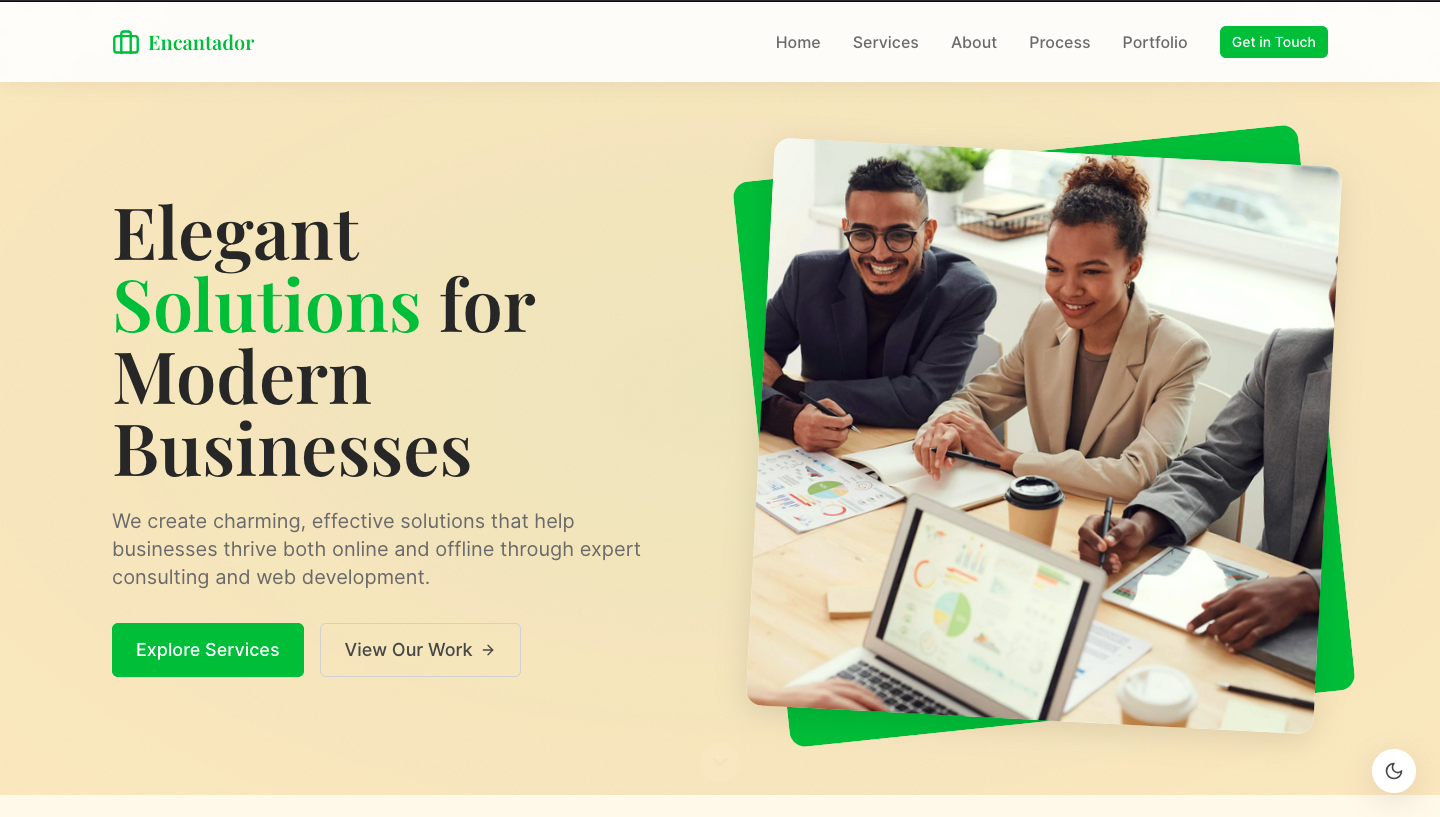 Encantador
Home
Services
About
Process
Portfolio
Get in Touch
Elegant
Solutions for
Modern
Businesses
We create charming, effective solutions that help
businesses thrive both online and offline through expert
consulting and web development.
Explore Services
View Our Work →